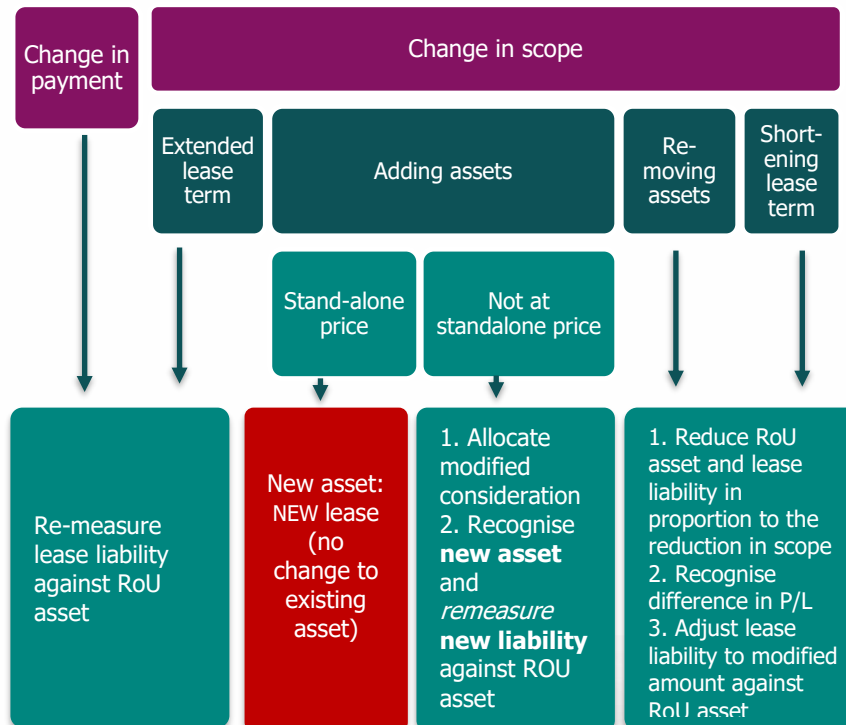 Change in
payment
Change in scope
Extended
lease
term
Adding assets
Re-
moving
assets
Short-
ening
lease
term
Stand-alone
price
Not at
standalone price
Re-measure
lease liability
against RoU
asset
New asset:
NEW lease
(no
change to
existing
asset)
1. Allocate
modified
consideration
2. Recognise
new asset
and
remeasure
new liability
against ROU
asset
1. Reduce RoU
asset and lease
liability in
proportion to the
reduction in scope
2. Recognise
difference in P/L
3. Adjust lease
liability to modified
amount against
RoU asset